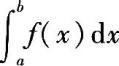 ∫_a^b f(x) dx